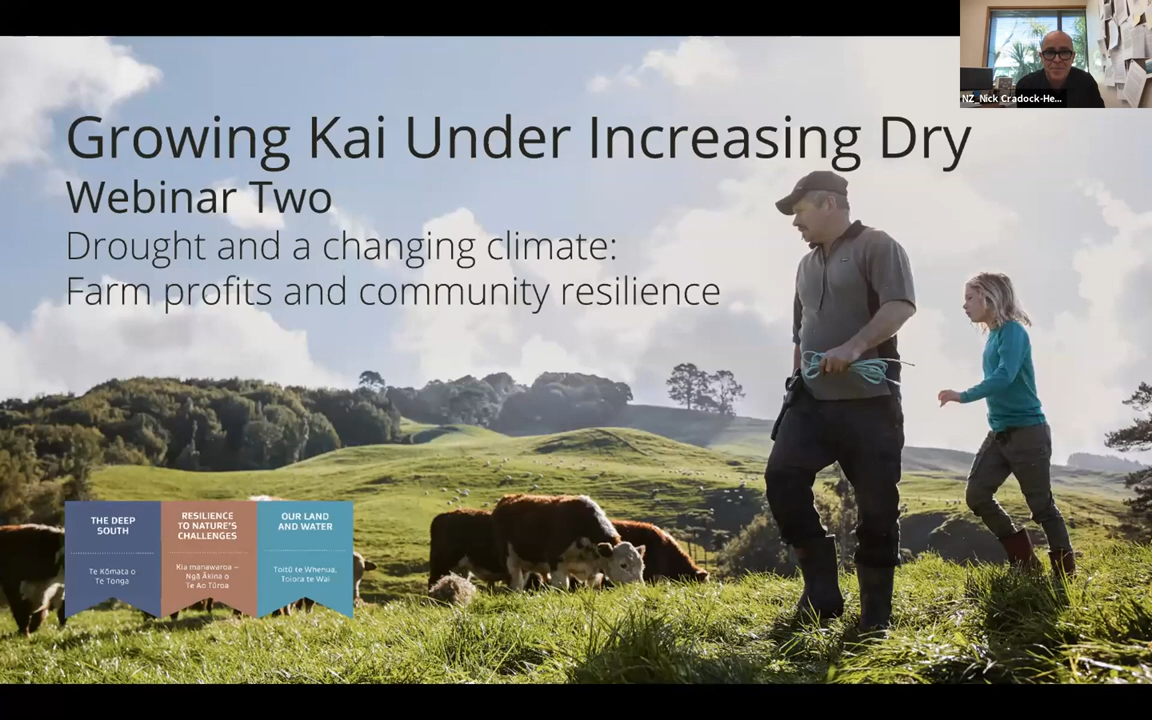 Growing Kai Under Increasing Dry
Webinar Two
Drought and a changing climate:
Farm profits and community resilience
THE DEEP
SOUTH
Te Kōmata o
Te Tonga
RESILIENCE
TO NATURE'S
CHALLENGES
Kia manawaroa –
Ngā Ākina o
Te Ao Tūroa
OUR LAND
AND WATER
Toitū te Whenua,
Toiora te Wai
NZ_Nick Cradock-He...